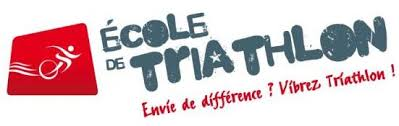 ÉCOLE
DE TRIATHLON
Envie de différence ? Vibrez Triathlon !